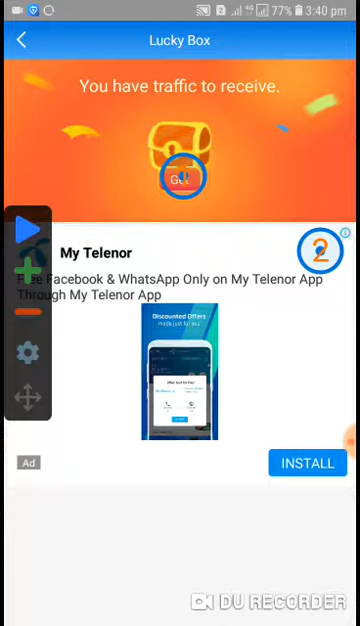 4G 77% 3:40 pm
Lucky Box
You have traffic to receive.
2
My Telenor
Free Facebook & WhatsApp Only on My Telenor App
Through My Telenor App
Discounted Offers
made just for you
Ad
INSTALL
DU RECORDER